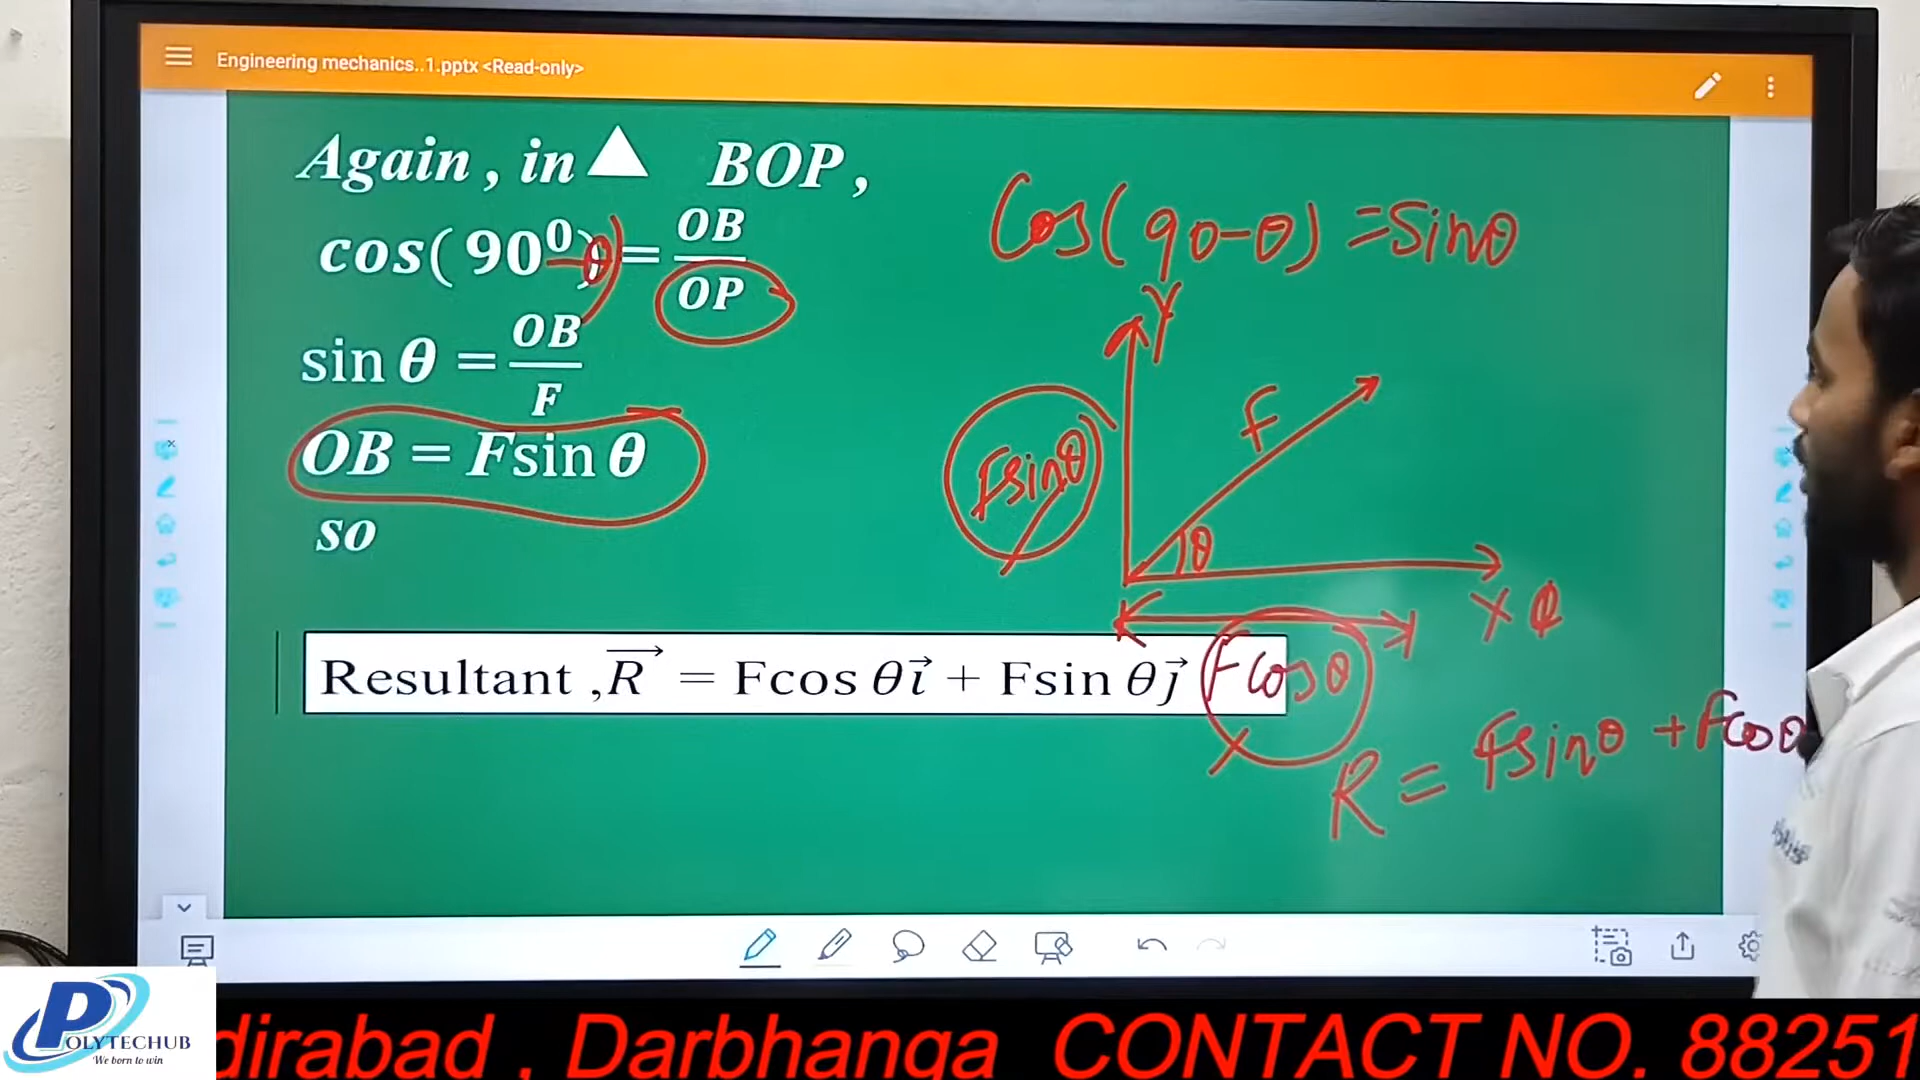 Engineering mechanics..1.pptx <Read-only>
Again , in BOP ,
cos( 90⁰-θ) = OB/OP
sin θ = OB/F
OB = Fsin θ
so
Resultant ,R⃗ = Fcos θi⃗ + Fsin θj⃗
Cos(90-θ) = Sinθ
Y
F
Fsinθ
θ
X
Fcosθ
R = Fsinθ + Fcosθ
POLYTECHUB
We born to win
dirabad , Darbhanga CONTACT NO. 88251